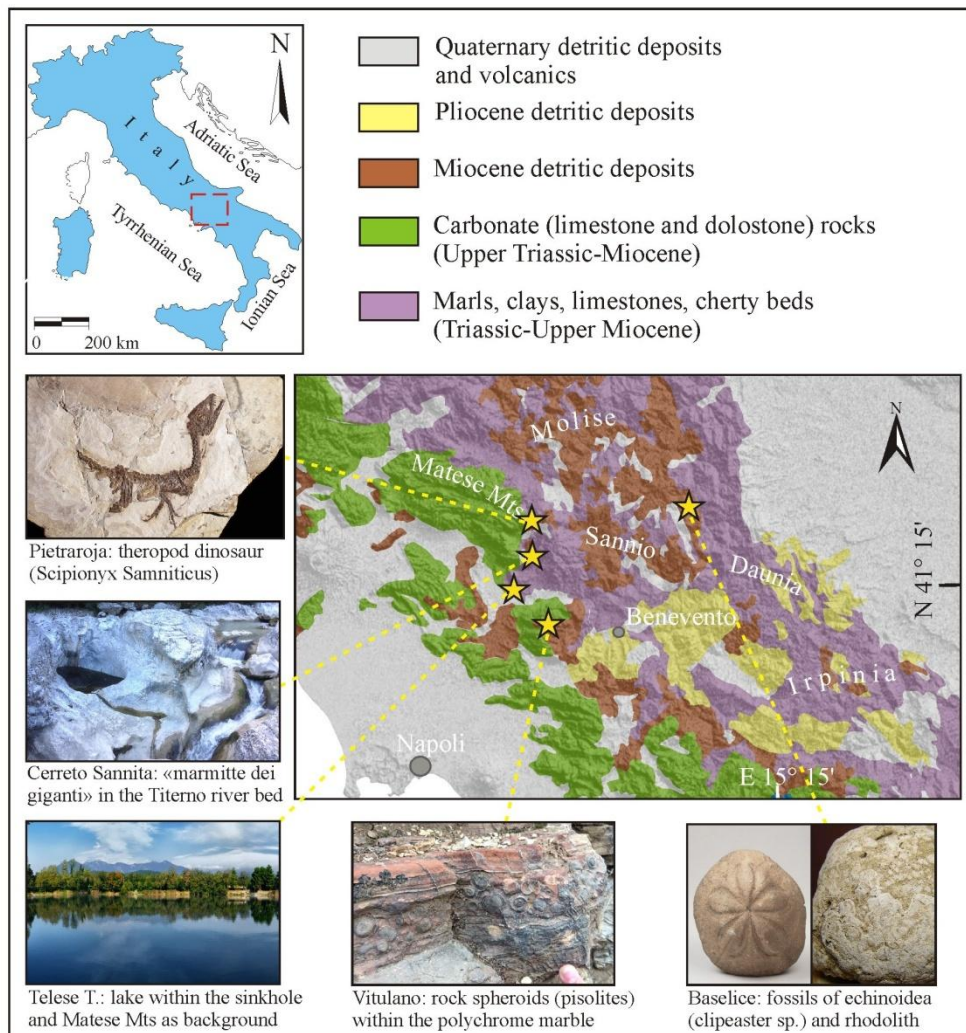 N
Italy
Adriatic Sea
Tyrrhenian Sea
Ionian Sea
0 200 km
Quaternary detritic deposits
and volcanics
Pliocene detritic deposits
Miocene detritic deposits
Carbonate (limestone and dolostone) rocks
(Upper Triassic-Miocene)
Marls, clays, limestones, cherty beds
(Triassic-Upper Miocene)
Molise
Matese Mts
Sannio
Daunia
Benevento
Irpinia
Napoli
N
N 41° 15'
E 15° 15'
Pietraroja: theropod dinosaur
(Scipionyx Samniticus)
Cerreto Sannita: «marmitte dei
giganti» in the Titerno river bed
Telese T.: lake within the sinkhole
and Matese Mts as background
Vitulano: rock spheroids (pisolites)
within the polychrome marble
Baselice: fossils of echinoidea
(clipeaster sp.) and rhodolith